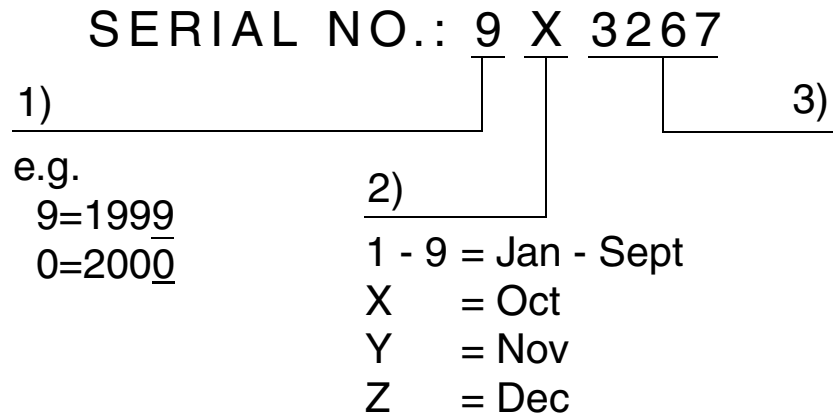 SERIAL NO.: 9 X 3267
1)
3)
e.g.
9=1999
0=2000
2)
1 - 9 = Jan - Sept
X = Oct
Y = Nov
Z = Dec